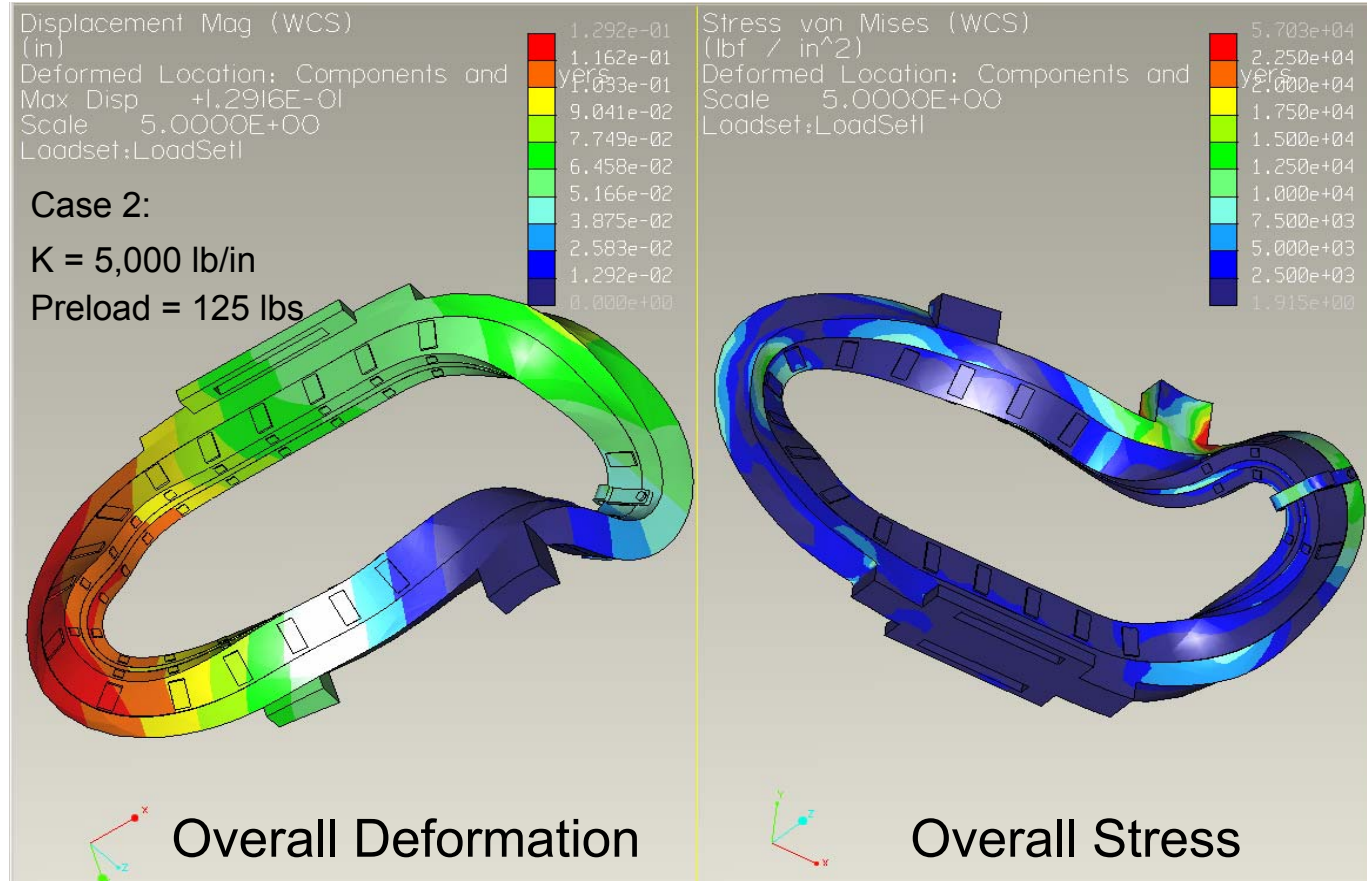 Displacement Mag (WCS)
(in)
Deformed Location: Components and Layers
Max Disp +1.2916E-01
Scale 5.0000E+00
Loadset:LoadSet1
1.292e-01
1.162e-01
1.033e-01
9.041e-02
7.749e-02
6.458e-02
5.166e-02
3.875e-02
2.583e-02
1.292e-02
0.000e+00
Case 2:
K = 5,000 lb/in
Preload = 125 lbs
X
Z
Overall Deformation
Stress von Mises (WCS)
(lbf / in^2)
Deformed Location: Components and Layers
Scale 5.0000E+00
Loadset:LoadSet1
5.703e+04
2.250e+04
2.000e+04
1.750e+04
1.500e+04
1.250e+04
1.000e+04
7.500e+03
5.000e+03
2.500e+03
1.915e+00
Y
Z
X
Overall Stress